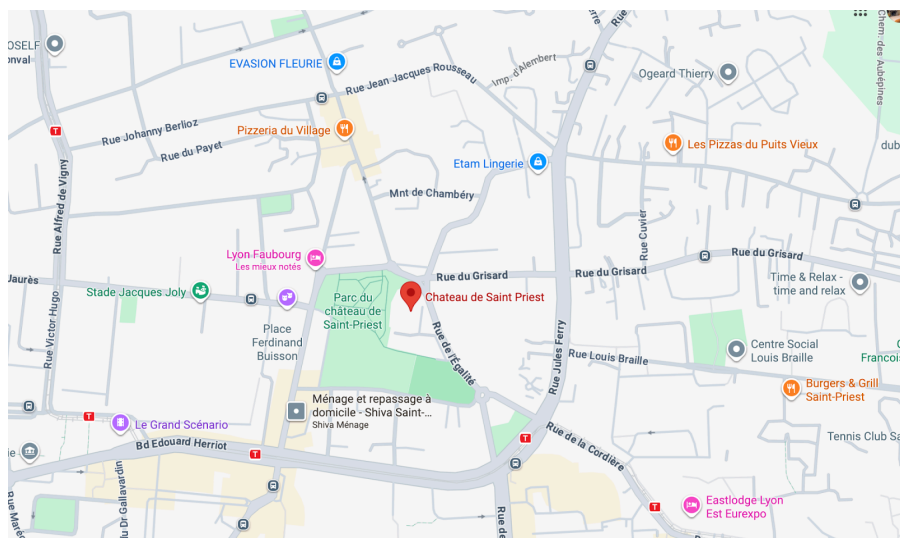 OSELF
onval
EVASION FLEURIE
Rue Jean Jacques Rousseau
Imp. d'Alembert
Ogeard Thierry
Chem. des Aubépines
Rue Johanny Berlioz
Pizzeria du Village
Rue du Payet
Etam Lingerie
Les Pizzas du Puits Vieux
dub
Mnt de Chambéry
Rue Alfred de Vigny
Rue Cuvier
Lyon Faubourg
Les mieux notés
Jaurès
Rue du Grisard
Rue du Grisard
Rue du Grisard
Stade Jacques Joly
Parc du
château de
Saint-Priest
Chateau de Saint Priest
Time & Relax -
time and relax
Place
Ferdinand
Buisson
Rue Victor Hugo
Rue de l'Égalité
Rue Jules Ferry
Rue Louis Braille
Centre Social
Louis Braille
Francois
Ménage et repassage à
domicile - Shiva Saint-...
Shiva Ménage
Burgers & Grill
Saint-Priest
Le Grand Scénario
Bd Edouard Herriot
Rue de la Cordière
Tennis Club Sa
ie
Rue Maréc
u Dr Gallavardin
Eastlodge Lyon
Est Eurexpo
T
T
T
T
T